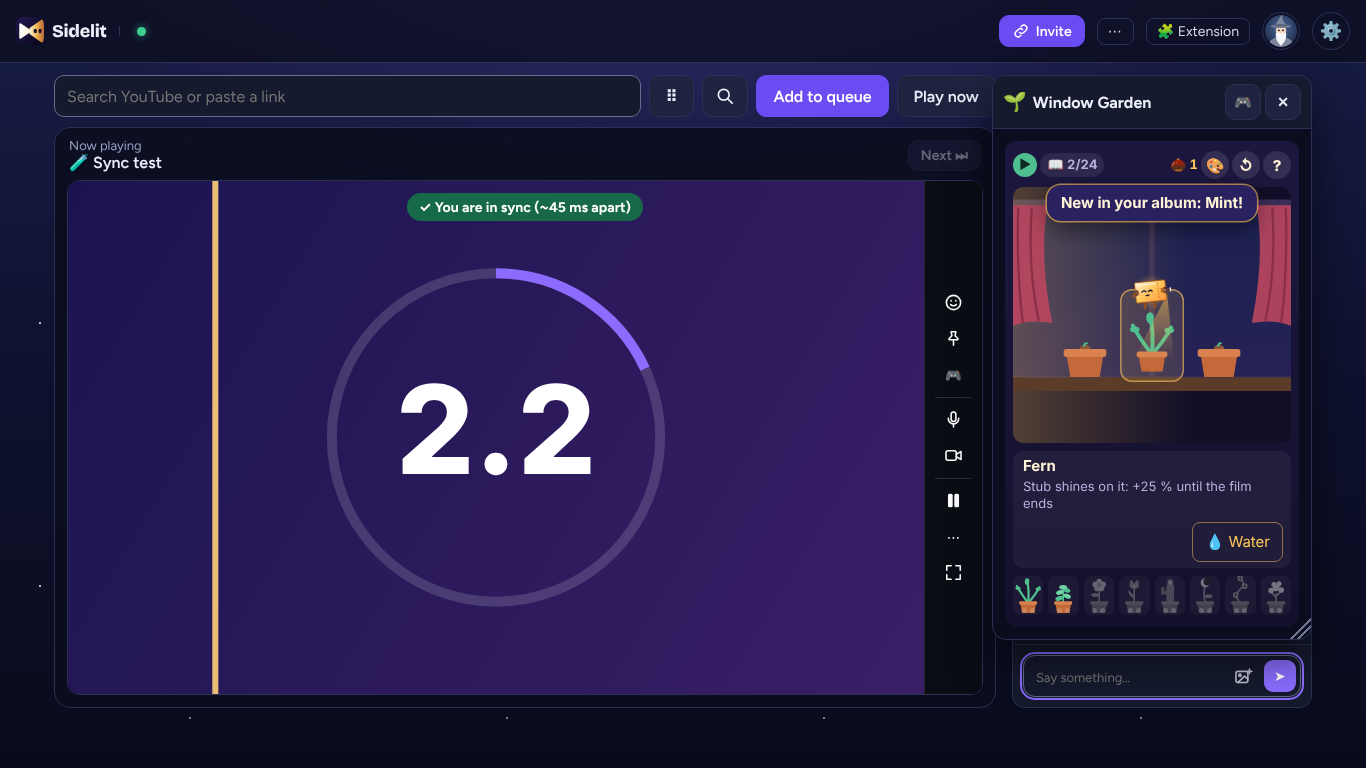 Sidelit
Invite
···
Extension
Search YouTube or paste a link
Add to queue
Play now
Window Garden
Now playing
Sync test
Next
✓ You are in sync (~45 ms apart)
2.2
2/24
1
?
New in your album: Mint!
Fern
Stub shines on it: +25 % until the film
ends
Water
Say something...